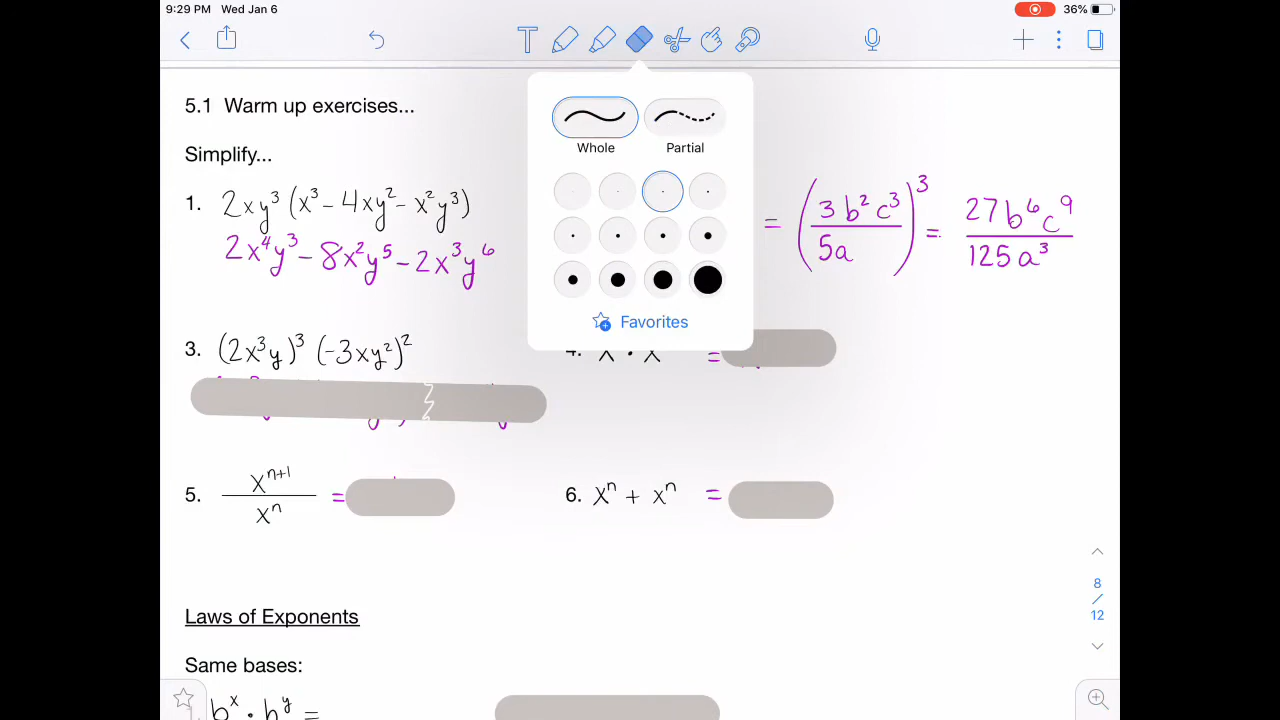 9:29 PM Wed Jan 6 36%
T
5.1 Warm up exercises...
Whole Partial
Simplify...
1. 2xy³ (x³ - 4xy² - x²y³)
2x⁴y³ - 8x²y⁵ - 2x³y⁶
= (3b²c³/5a)³ = 27b⁶c⁹/125a³
Favorites
3. (2x³y)³ (-3xy²)²
=
5. xⁿ⁺¹/xⁿ =
6. xⁿ + xⁿ =
8
/
12
Laws of Exponents
Same bases:
bˣ · bʸ =